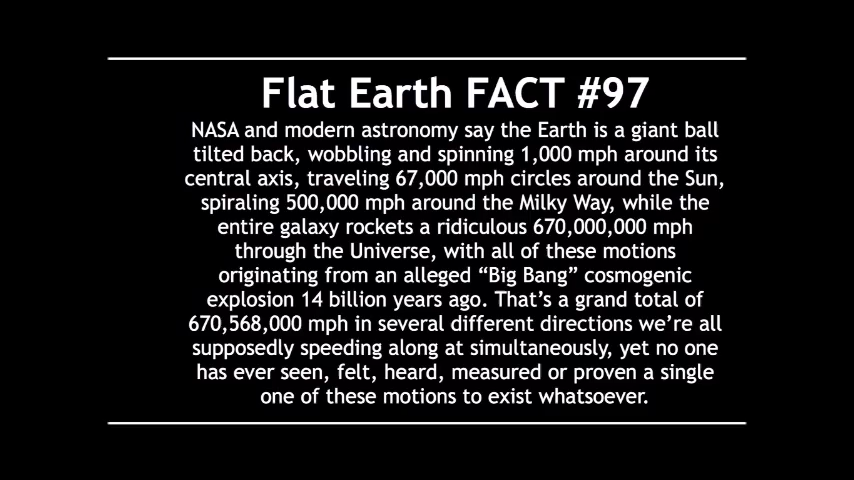 Flat Earth FACT #97
NASA and modern astronomy say the Earth is a giant ball
tilted back, wobbling and spinning 1,000 mph around its
central axis, traveling 67,000 mph circles around the Sun,
spiraling 500,000 mph around the Milky Way, while the
entire galaxy rockets a ridiculous 670,000,000 mph
through the Universe, with all of these motions
originating from an alleged “Big Bang” cosmogenic
explosion 14 billion years ago. That’s a grand total of
670,568,000 mph in several different directions we’re all
supposedly speeding along at simultaneously, yet no one
has ever seen, felt, heard, measured or proven a single
one of these motions to exist whatsoever.